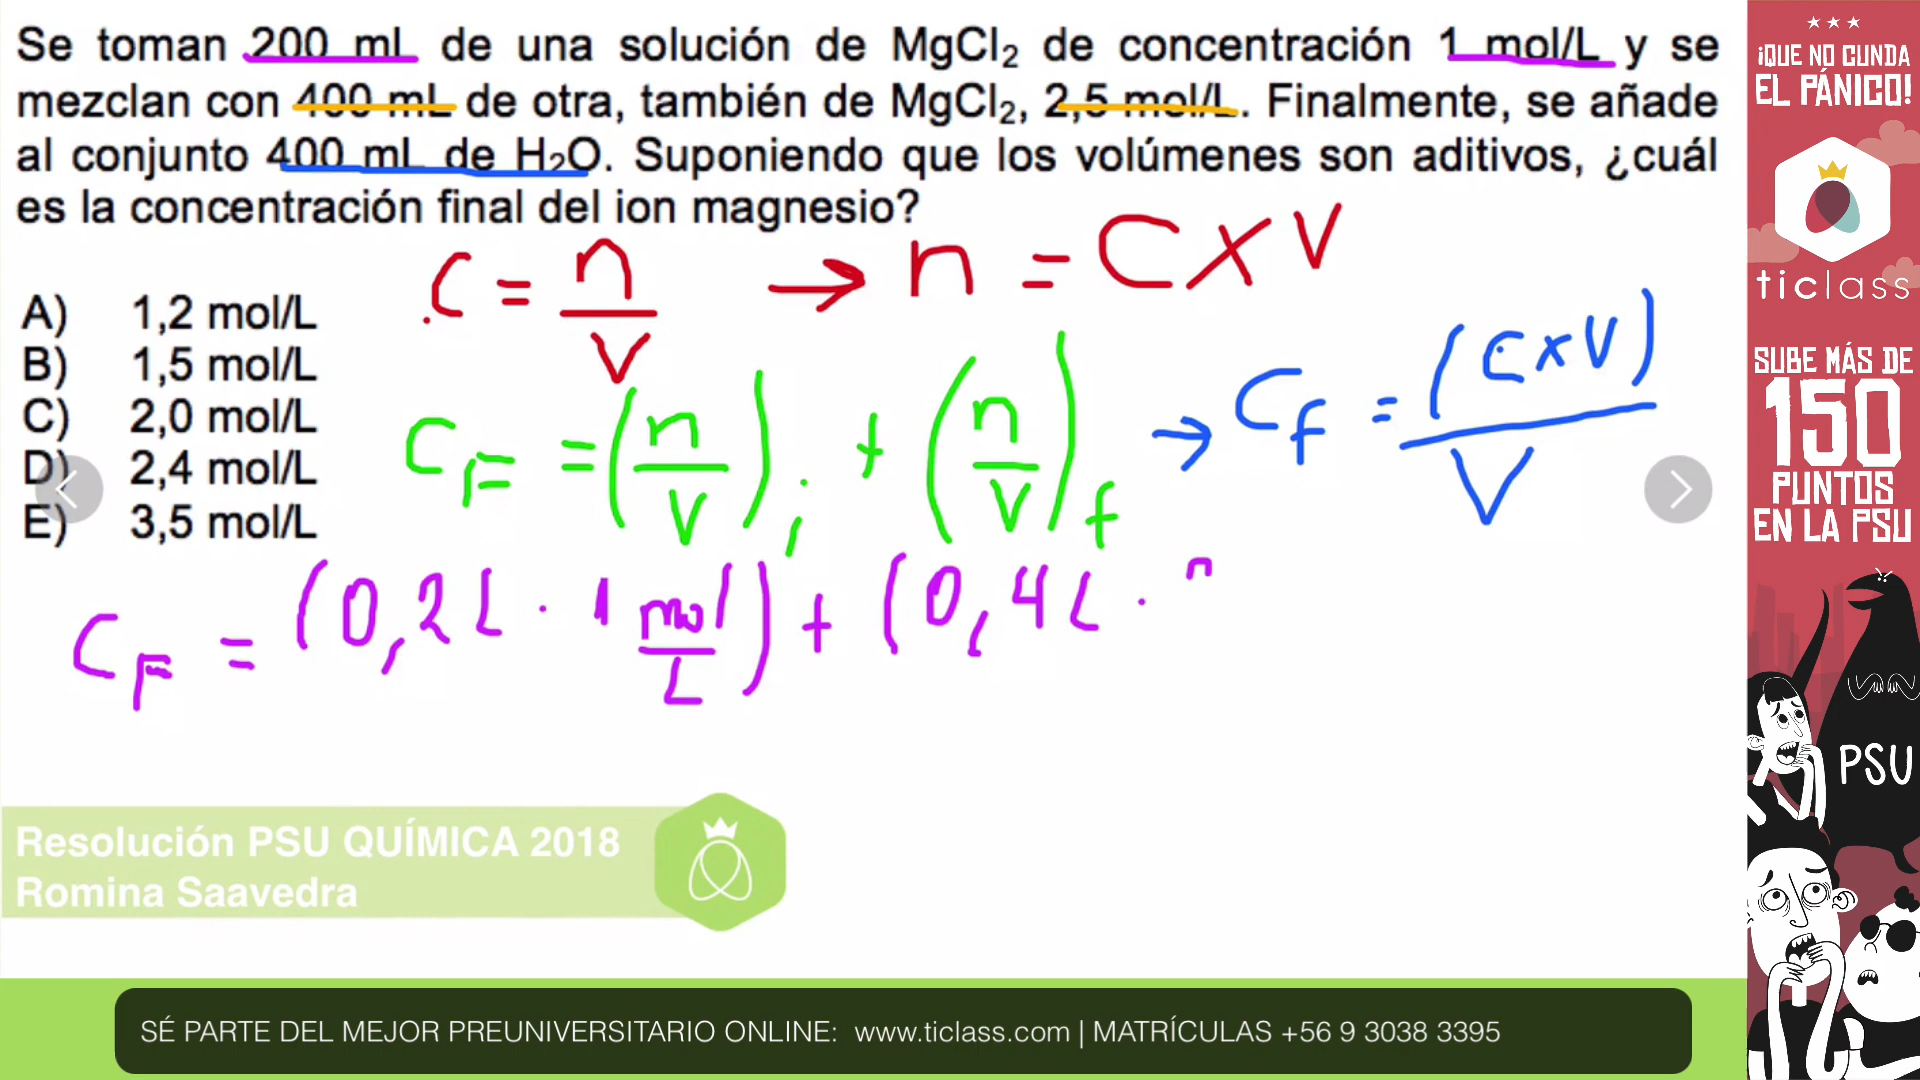 Se toman 200 mL de una solución de MgCl₂ de concentración 1 mol/L y se
mezclan con 400 mL de otra, también de MgCl₂, 2,5 mol/L. Finalmente, se añade
al conjunto 400 mL de H₂O. Suponiendo que los volúmenes son aditivos, ¿cuál
es la concentración final del ion magnesio?
C = n/V → n = C x V
A) 1,2 mol/L
B) 1,5 mol/L
C) 2,0 mol/L
D) 2,4 mol/L
E) 3,5 mol/L
C_F = (n/V)_i + (n/V)_f → C_f = (C x V)/V
C_F = (0,2 L · 1 mol/L) + (0,4 L ·
Resolución PSU QUÍMICA 2018
Romina Saavedra
SÉ PARTE DEL MEJOR PREUNIVERSITARIO ONLINE: www.ticlass.com | MATRÍCULAS +56 9 3038 3395
¡QUE NO CUNDA
EL PÁNICO!
ticlass
SUBE MÁS DE
150
PUNTOS
EN LA PSU
PSU